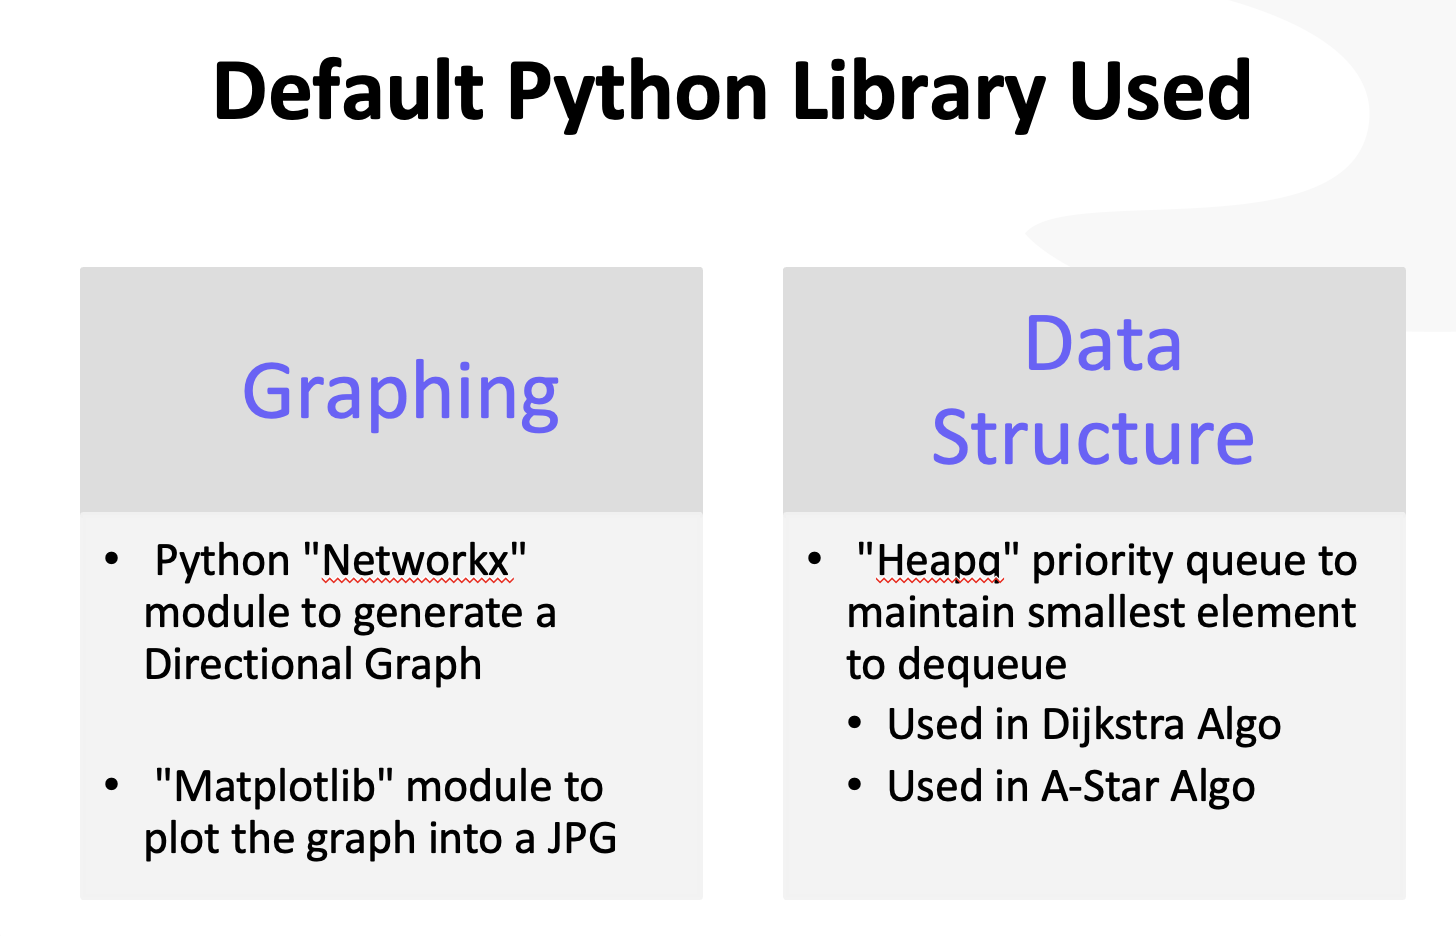 Default Python Library Used
Graphing
• Python "Networkx"
module to generate a
Directional Graph
• "Matplotlib" module to
plot the graph into a JPG
Data
Structure
• "Heapq" priority queue to
maintain smallest element
to dequeue
• Used in Dijkstra Algo
• Used in A-Star Algo